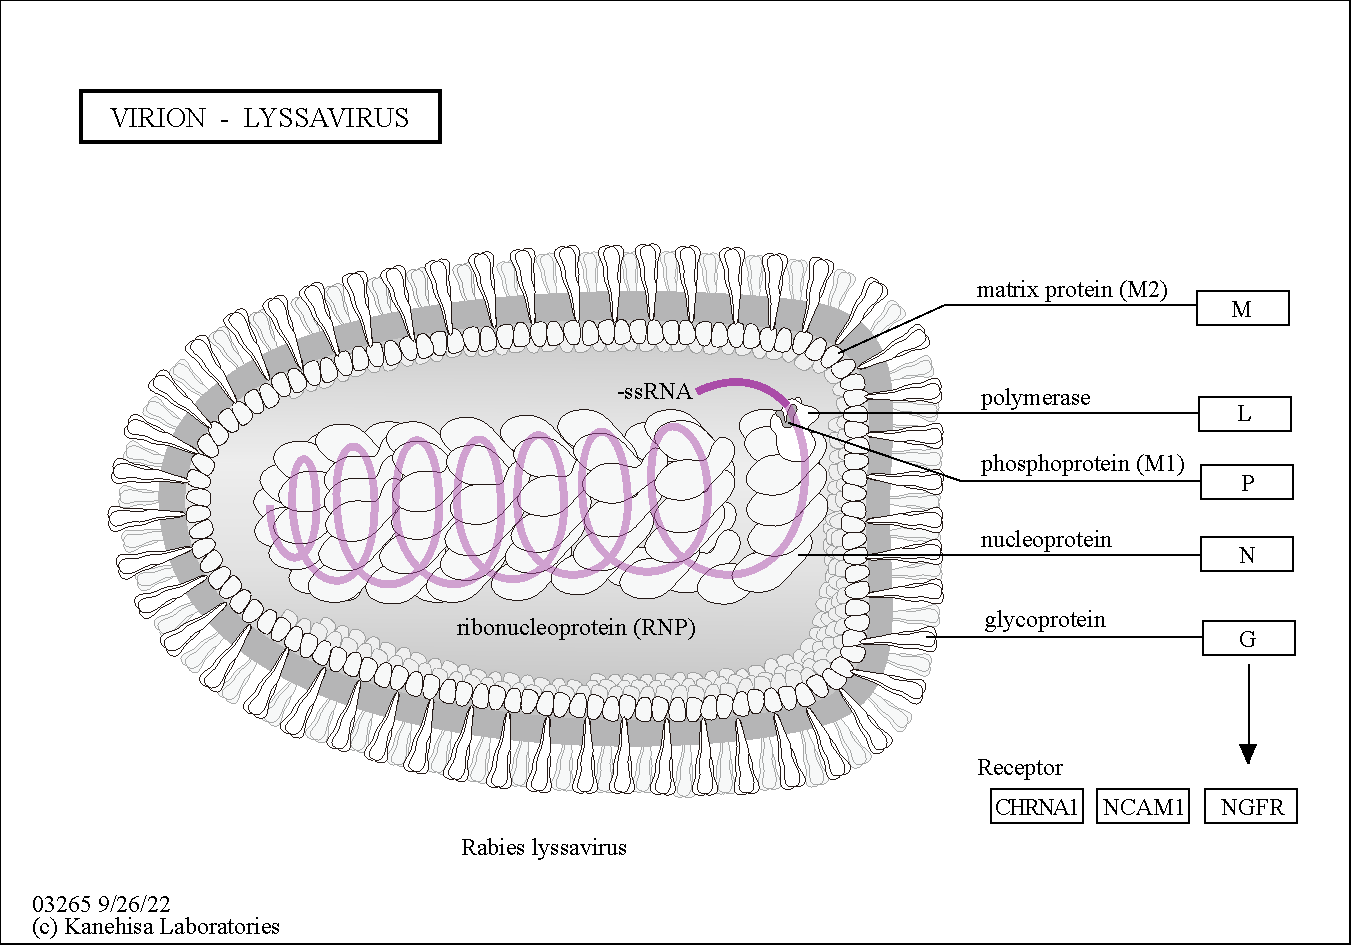 VIRION - LYSSAVIRUS
matrix protein (M2)
M
-ssRNA
polymerase
L
phosphoprotein (M1)
P
nucleoprotein
N
glycoprotein
G
ribonucleoprotein (RNP)
Receptor
CHRNA1 NCAM1 NGFR
Rabies lyssavirus
03265 9/26/22
(c) Kanehisa Laboratories